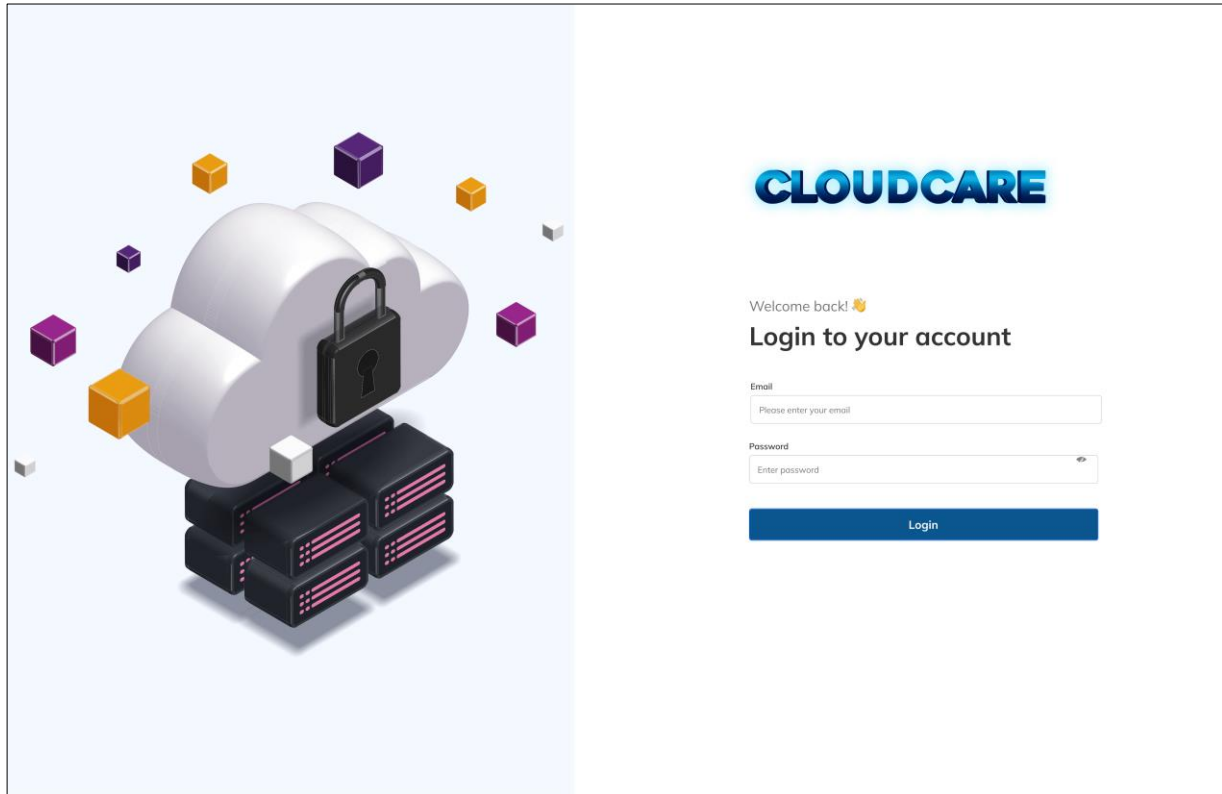 CLOUDCARE
Welcome back! 👋
Login to your account
Email
Please enter your email
Password
Enter password
Login